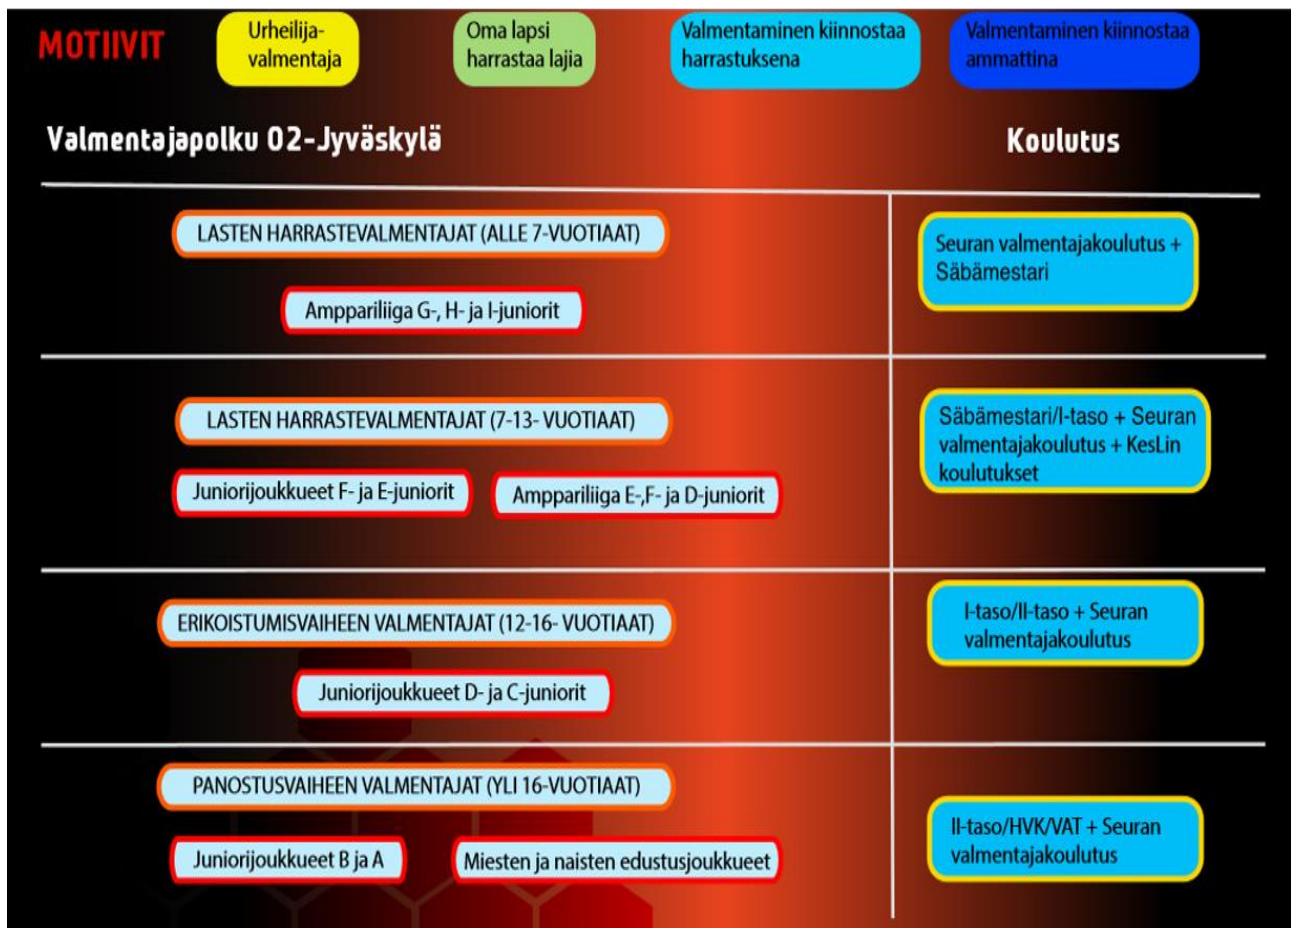 MOTIIVIT
Urheilija-
valmentaja
Oma lapsi
harrastaa lajia
Valmentaminen kiinnostaa
harrastuksena
Valmentaminen kiinnostaa
ammattina
Valmentajapolku O2-Jyväskylä
Koulutus
LASTEN HARRASTEVALMENTAJAT (ALLE 7-VUOTIAAT)
Amppariliiga G-, H- ja I-juniorit
Seuran valmentajakoulutus +
Säbämestari
LASTEN HARRASTEVALMENTAJAT (7-13- VUOTIAAT)
Juniorijoukkueet F- ja E-juniorit
Amppariliiga E-,F- ja D-juniorit
Säbämestari/I-taso + Seuran
valmentajakoulutus + KesLin
koulutukset
ERIKOISTUMISVAIHEEN VALMENTAJAT (12-16- VUOTIAAT)
Juniorijoukkueet D- ja C-juniorit
I-taso/II-taso + Seuran
valmentajakoulutus
PANOSTUSVAIHEEN VALMENTAJAT (YLI 16-VUOTIAAT)
Juniorijoukkueet B ja A
Miesten ja naisten edustusjoukkueet
II-taso/HVK/VAT + Seuran
valmentajakoulutus